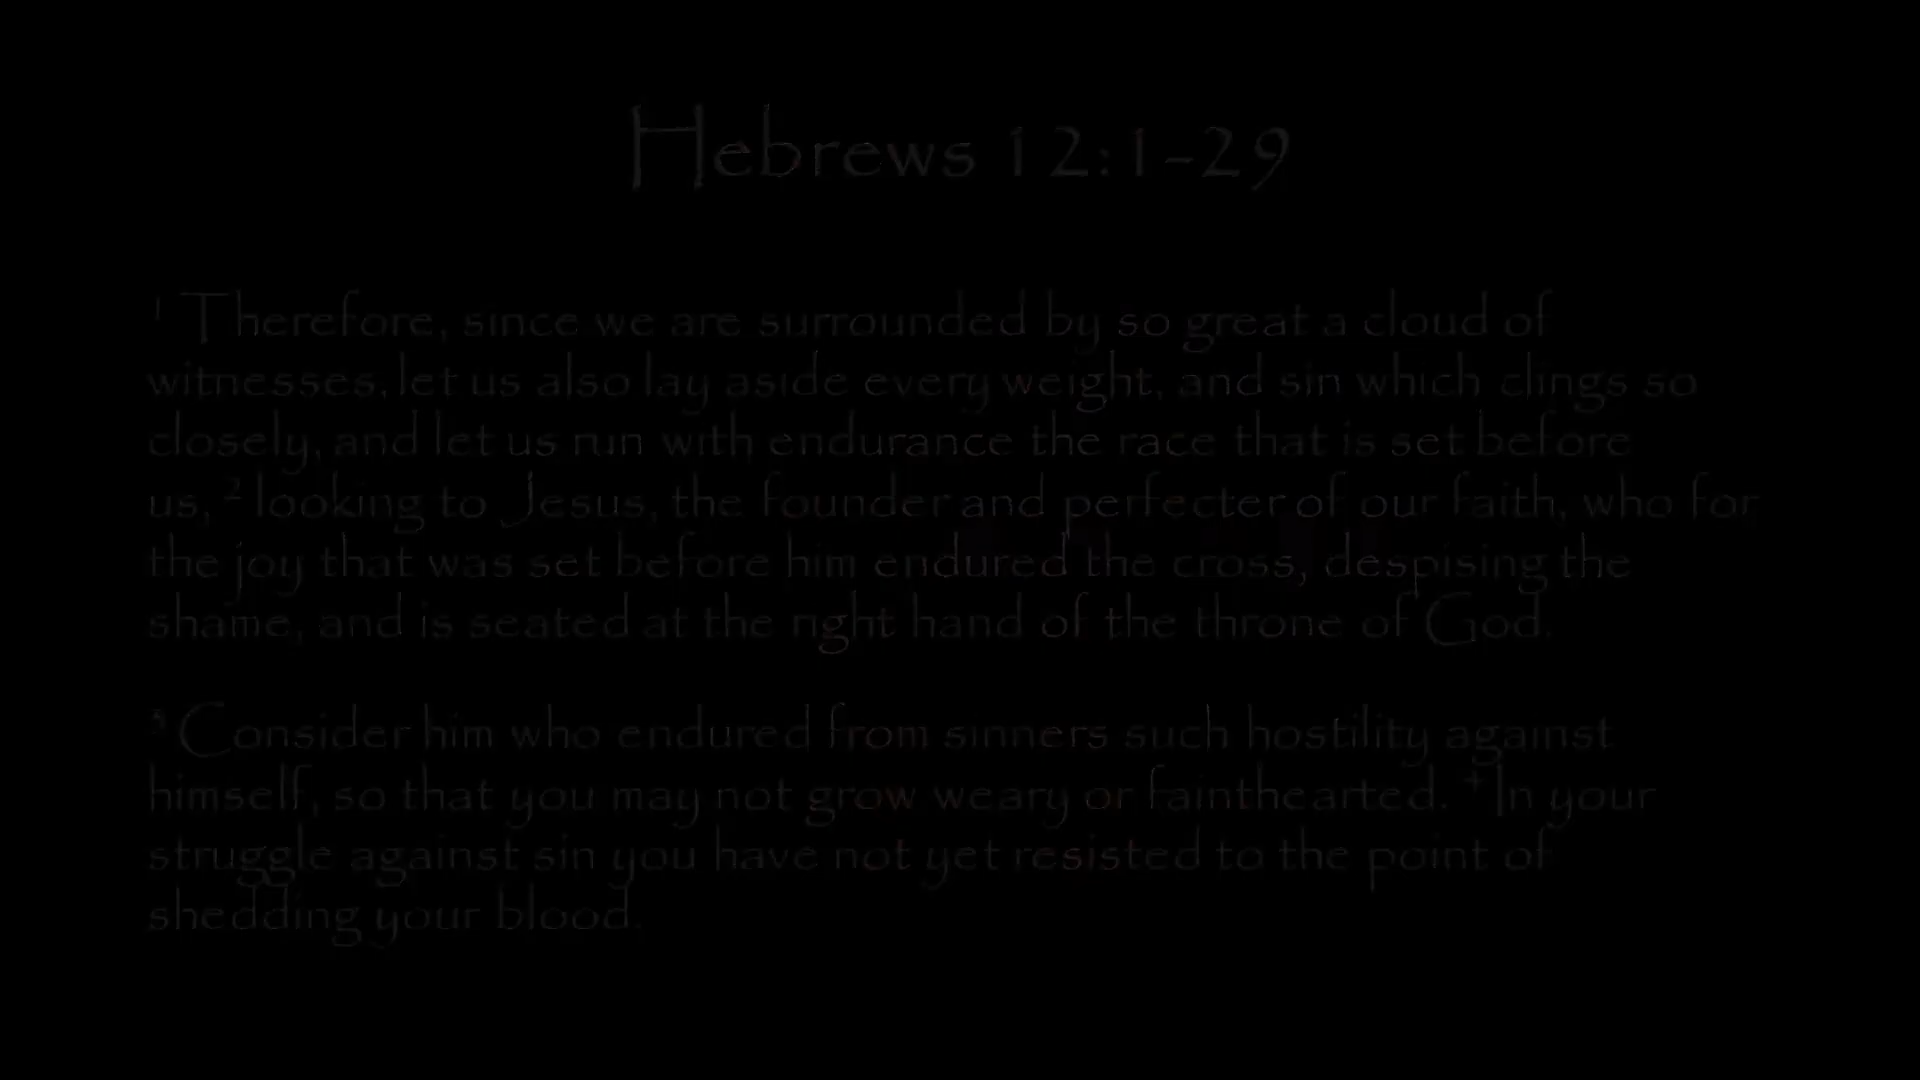 Hebrews 12:1-29
1 Therefore, since we are surrounded by so great a cloud of
witnesses, let us also lay aside every weight, and sin which clings so
closely, and let us run with endurance the race that is set before
us, 2 looking to Jesus, the founder and perfecter of our faith, who for
the joy that was set before him endured the cross, despising the
shame, and is seated at the right hand of the throne of God.
3 Consider him who endured from sinners such hostility against
himself, so that you may not grow weary or fainthearted. 4 In your
struggle against sin you have not yet resisted to the point of
shedding your blood.